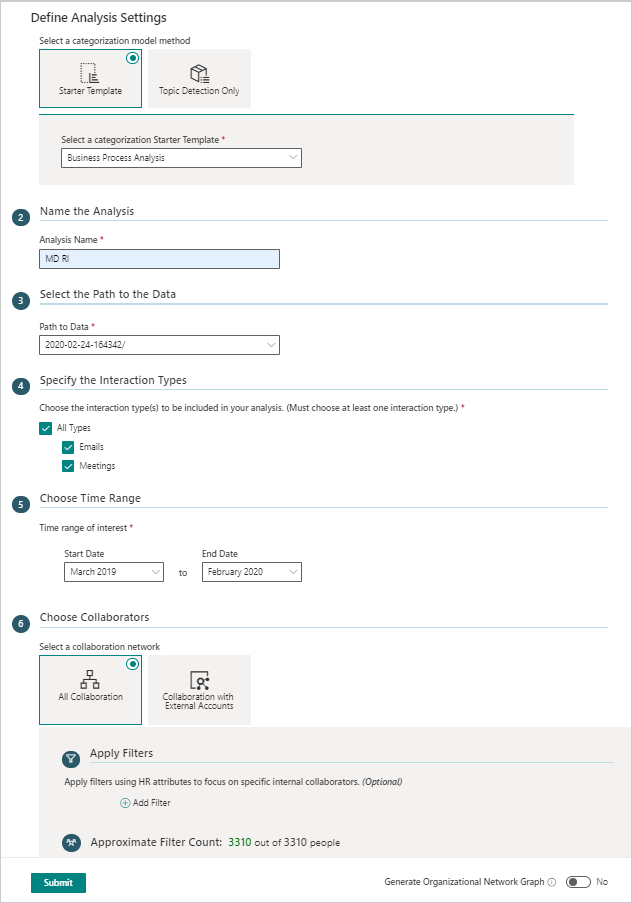 Define Analysis Settings
Select a categorization model method
Starter Template
Topic Detection Only
Select a categorization Starter Template *
Business Process Analysis
2 Name the Analysis
Analysis Name *
MD RI
3 Select the Path to the Data
Path to Data *
2020-02-24-164342/
4 Specify the Interaction Types
Choose the interaction type(s) to be included in your analysis. (Must choose at least one interaction type.) *
All Types
Emails
Meetings
5 Choose Time Range
Time range of interest *
Start Date End Date
March 2019 to February 2020
6 Choose Collaborators
Select a collaboration network
All Collaboration
Collaboration with
External Accounts
Apply Filters
Apply filters using HR attributes to focus on specific internal collaborators. (Optional)
Add Filter
Approximate Filter Count: 3310 out of 3310 people
Submit Generate Organizational Network Graph No